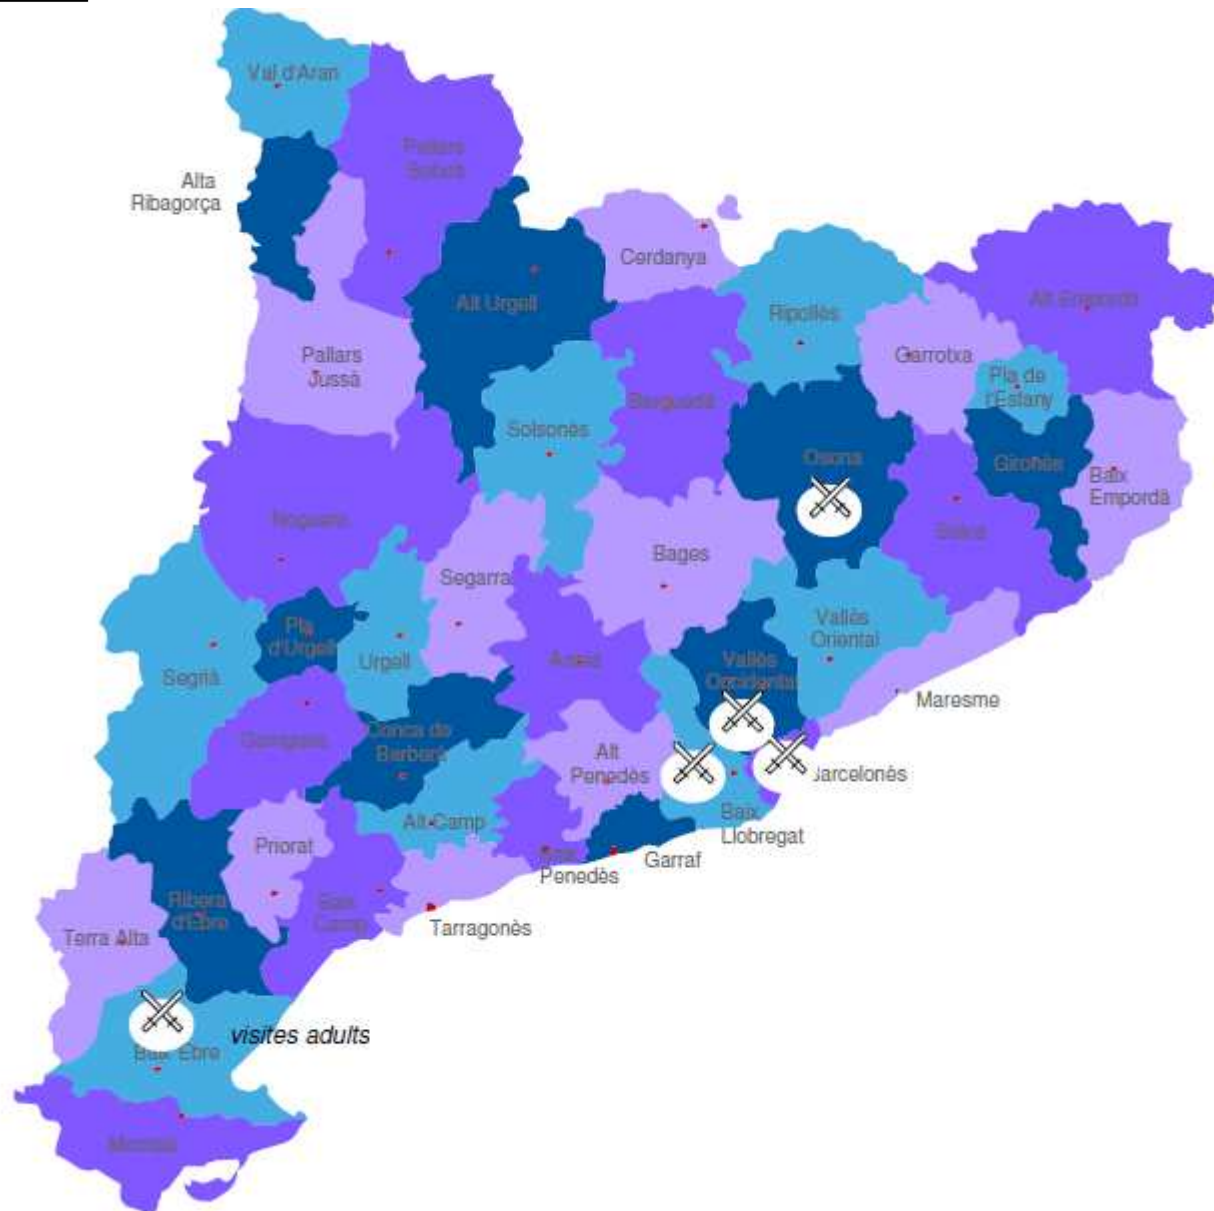 Val d'Aran
Pallars
Sobirà
Alta
Ribagorça
Cerdanya
Alt Urgell
Alt Empordà
Ripollès
Garrotxa
Pallars
Jussà
Pla de
l'Estany
Berguedà
Solsonès
Osona
Gironès
Baix
Empordà
Noguera
Selva
Bages
Segarra
Vallès
Oriental
Pla
d'Urgell
Urgell
Anoia
Vallès
Occidental
Segrià
Maresme
Garrigues
Conca de
Barberà
Alt
Penedès
arcelonès
Baix
Llobregat
Alt Camp
Priorat
Baix
Penedès
Garraf
Ribera
d'Ebre
Baix
Camp
Tarragonès
Terra Alta
visites adults
Baix Ebre
Montsià